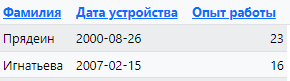 Фамилия Дата устройства Опыт работы
Прядеин 2000-08-26 23
Игнатьева 2007-02-15 16